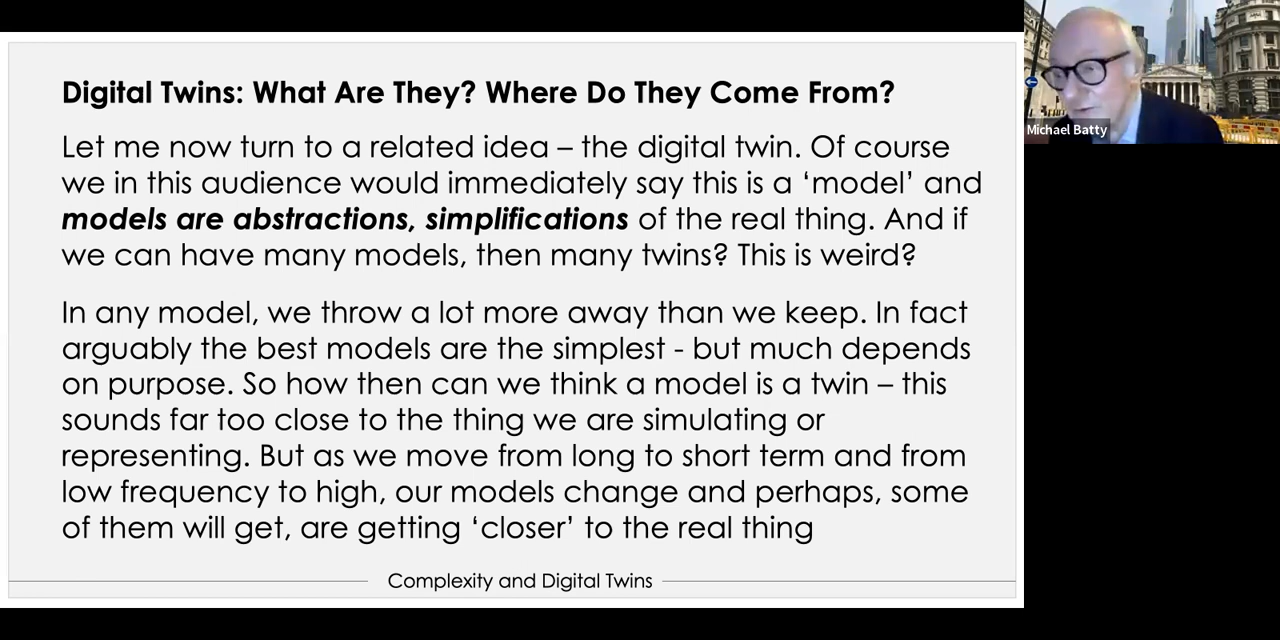 Digital Twins: What Are They? Where Do They Come From?
Let me now turn to a related idea – the digital twin. Of course
we in this audience would immediately say this is a ‘model’ and
models are abstractions, simplifications of the real thing. And if
we can have many models, then many twins? This is weird?
In any model, we throw a lot more away than we keep. In fact
arguably the best models are the simplest - but much depends
on purpose. So how then can we think a model is a twin – this
sounds far too close to the thing we are simulating or
representing. But as we move from long to short term and from
low frequency to high, our models change and perhaps, some
of them will get, are getting ‘closer’ to the real thing
Complexity and Digital Twins
Michael Batty